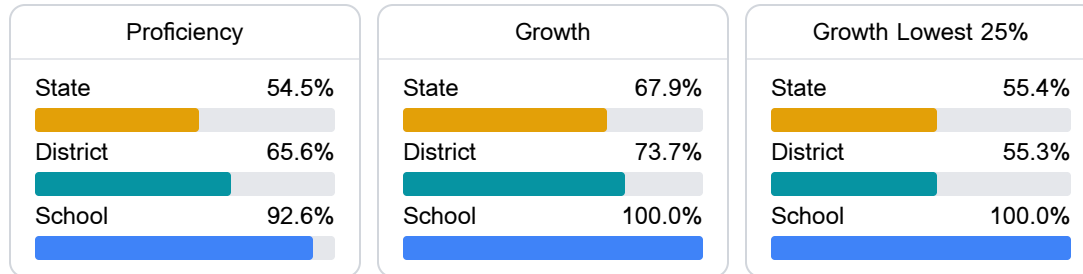 Proficiency
State 54.5%
District 65.6%
School 92.6%
Growth
State 67.9%
District 73.7%
School 100.0%
Growth Lowest 25%
State 55.4%
District 55.3%
School 100.0%